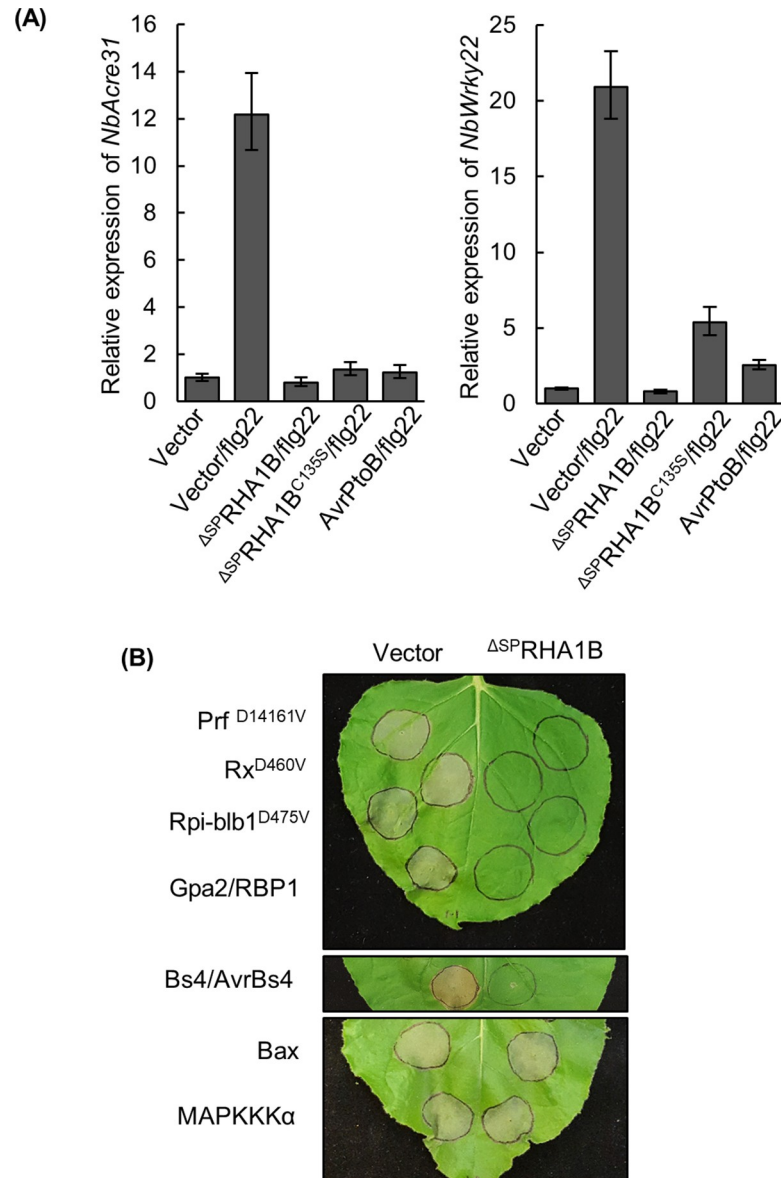 (A)
Relative expression of NbAcre31
16
14
12
10
8
6
4
2
0
Vector
Vector/flg22
ΔSPRHA1B/flg22
ΔSPRHA1BC135S/flg22
AvrPtoB/flg22
Relative expression of NbWrky22
25
20
15
10
5
0
Vector
Vector/flg22
ΔSPRHA1B/flg22
ΔSPRHA1BC135S/flg22
AvrPtoB/flg22
(B)
Vector
ΔSPRHA1B
Prf D14161V
RxD460V
Rpi-blb1D475V
Gpa2/RBP1
Bs4/AvrBs4
Bax
MAPKKKα